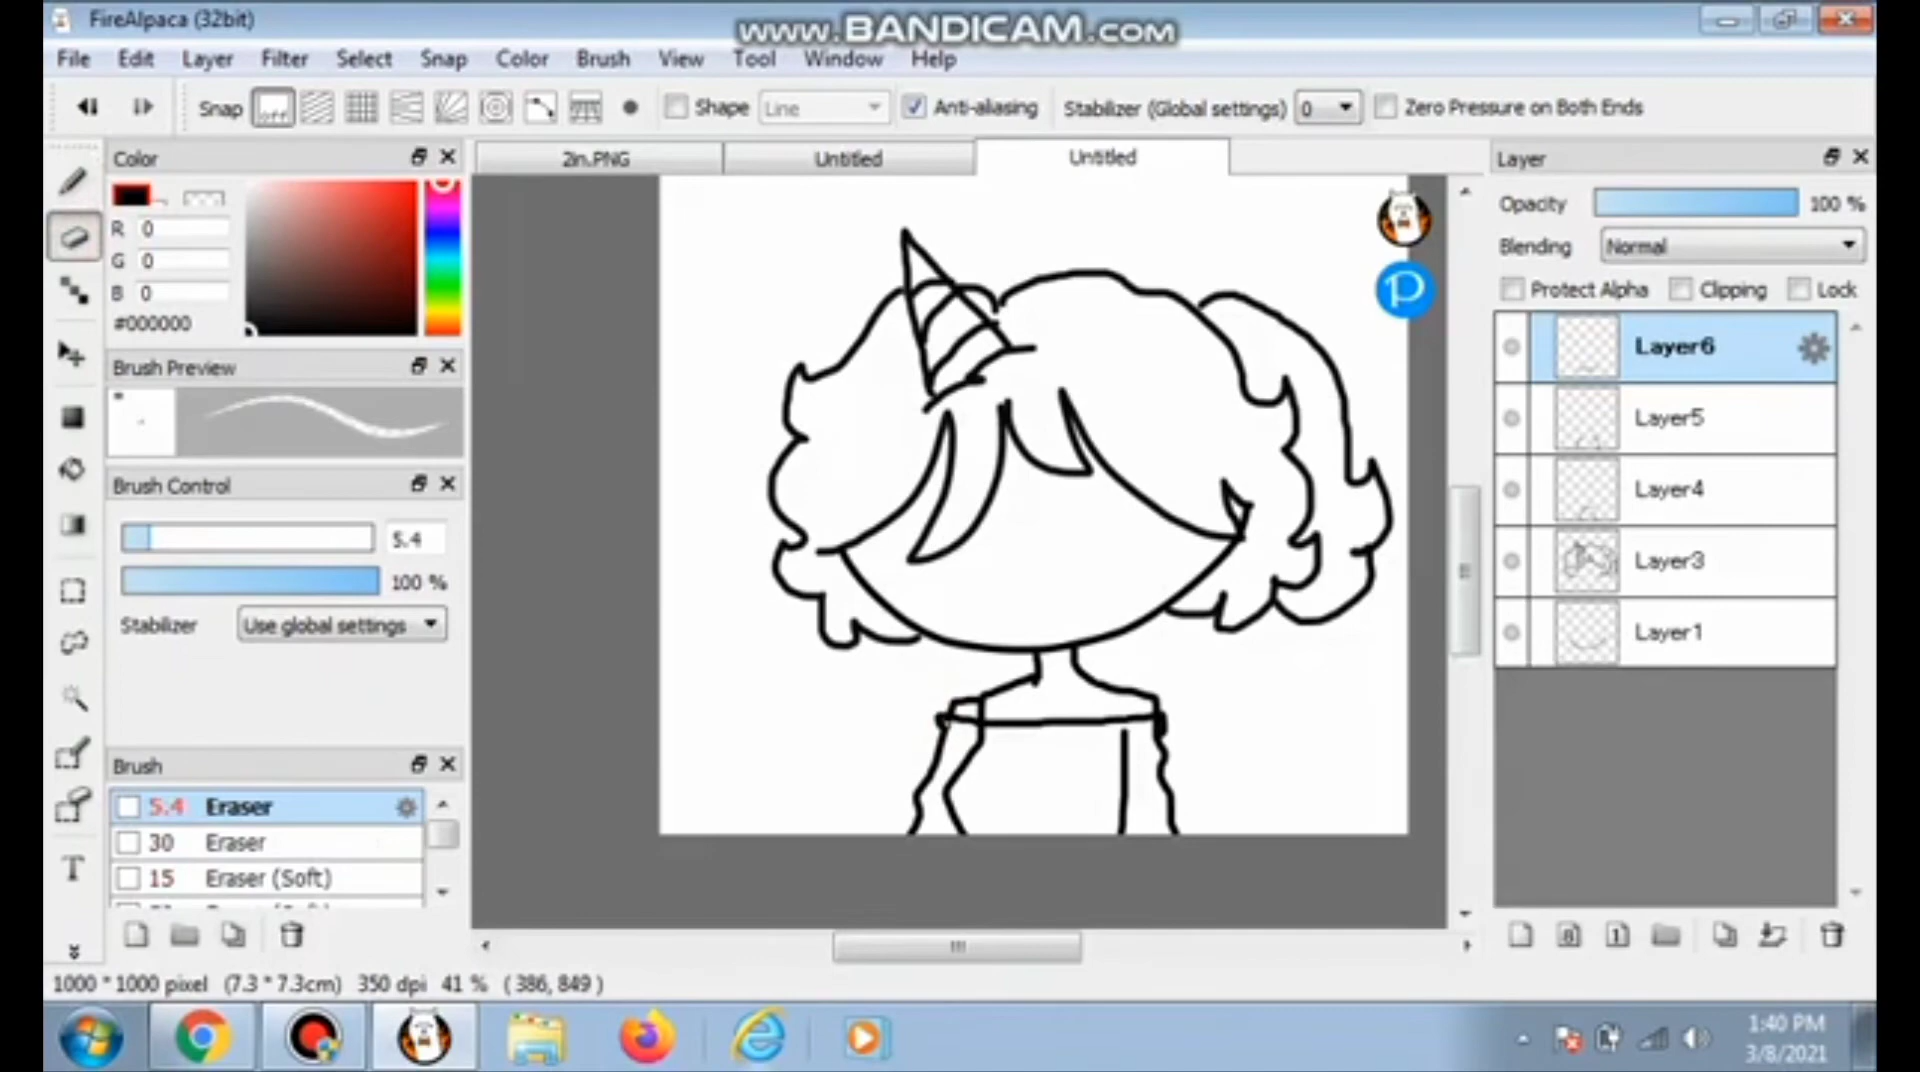 FireAlpaca (32bit)
www.BANDICAM.com
File Edit Layer Filter Select Snap Color Brush View Tool Window Help
Snap off Shape Line Anti-aliasing Stabilizer (Global settings) 0 Zero Pressure on Both Ends
Color
R 0
G 0
B 0
#000000
Brush Preview
Brush Control
5.4
100 %
Stabilizer Use global settings
Brush
5.4 Eraser
30 Eraser
15 Eraser (Soft)
2in.PNG Untitled Untitled
P
Layer
Opacity 100 %
Blending Normal
Protect Alpha Clipping Lock
Layer6
Layer5
Layer4
Layer3
Layer1
8 1
T
1000 * 1000 pixel (7.3 * 7.3cm) 350 dpi 41 % ( 386, 849 )
1:40 PM
3/8/2021